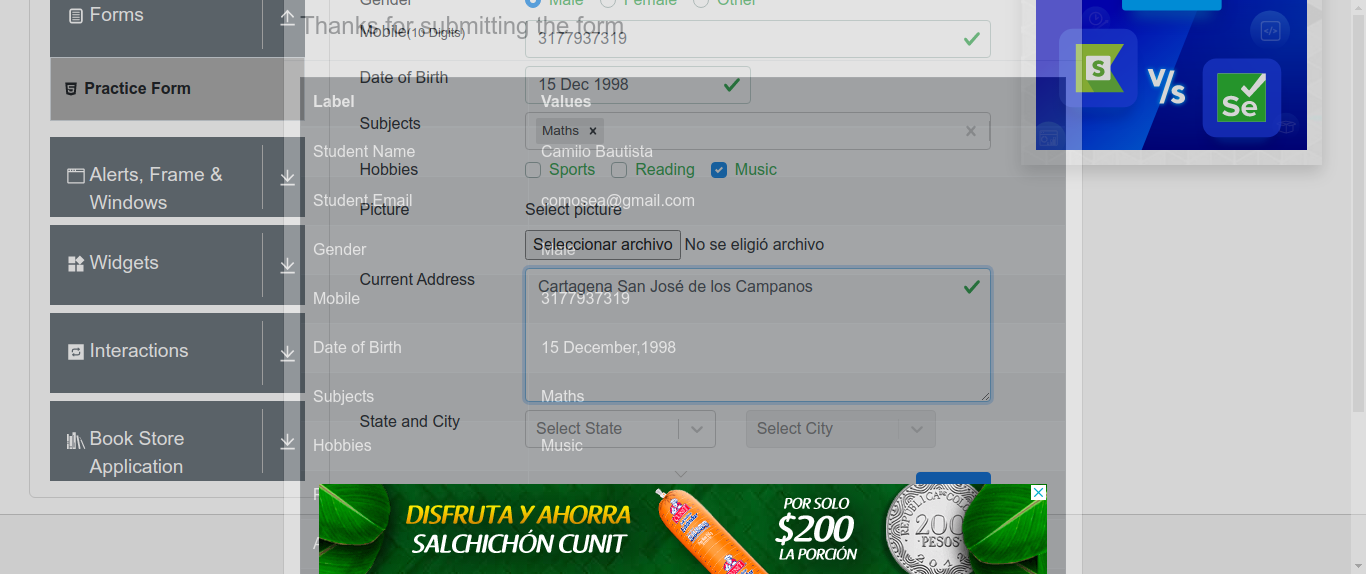 Forms
Gender Male Female Other
Thanks for submitting the form
Mobile(10 Digits) 3177937319
Practice Form
Date of Birth 15 Dec 1998
Label Values
Subjects Maths ×
Student Name Camilo Bautista
Hobbies Sports Reading Music
Alerts, Frame &
Windows
Student Email comosea@gmail.com
Picture Select picture
Seleccionar archivo No se eligió archivo
Gender Male
Widgets
Current Address Cartagena San José de los Campanos
Mobile 3177937319
Date of Birth 15 December,1998
Interactions
Subjects Maths
State and City Select State Select City
Book Store
Application
Hobbies Music
DISFRUTA Y AHORRA
SALCHICHÓN CUNIT
POR SOLO
$200
LA PORCIÓN
200
PESOS
S V/s Se